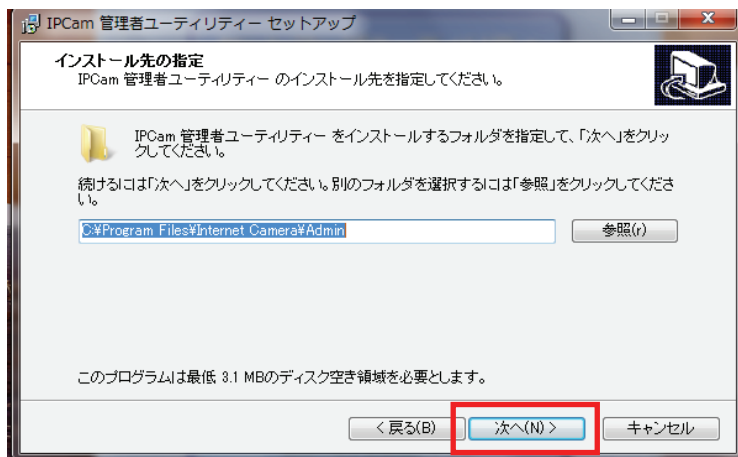 IPCam 管理者ユーティリティー セットアップ
インストール先の指定
IPCam 管理者ユーティリティー のインストール先を指定してください。
IPCam 管理者ユーティリティー をインストールするフォルダを指定して、「次へ」をクリッ
クしてください。
続けるには「次へ」をクリックしてください。別のフォルダを選択するには「参照」をクリックしてくださ
い。
C:¥Program Files¥Internet Camera¥Admin
参照(r)
このプログラムは最低 3.1 MBのディスク空き領域を必要とします。
< 戻る(B) 次へ(N) > キャンセル